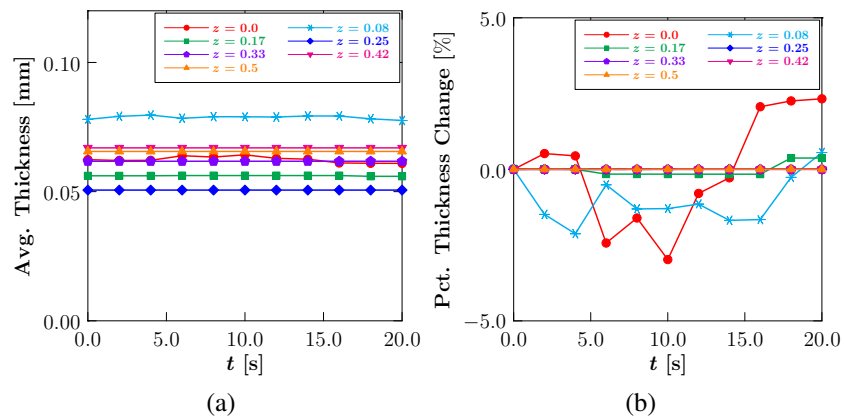 Avg. Thickness [mm]
0.10
0.05
0.00
z = 0.0
z = 0.08
z = 0.17
z = 0.25
z = 0.33
z = 0.42
z = 0.5
0.0 5.0 10.0 15.0 20.0
t [s]
(a)
Pct. Thickness Change [%]
5.0
0.0
−5.0
z = 0.0
z = 0.08
z = 0.17
z = 0.25
z = 0.33
z = 0.42
z = 0.5
0.0 5.0 10.0 15.0 20.0
t [s]
(b)